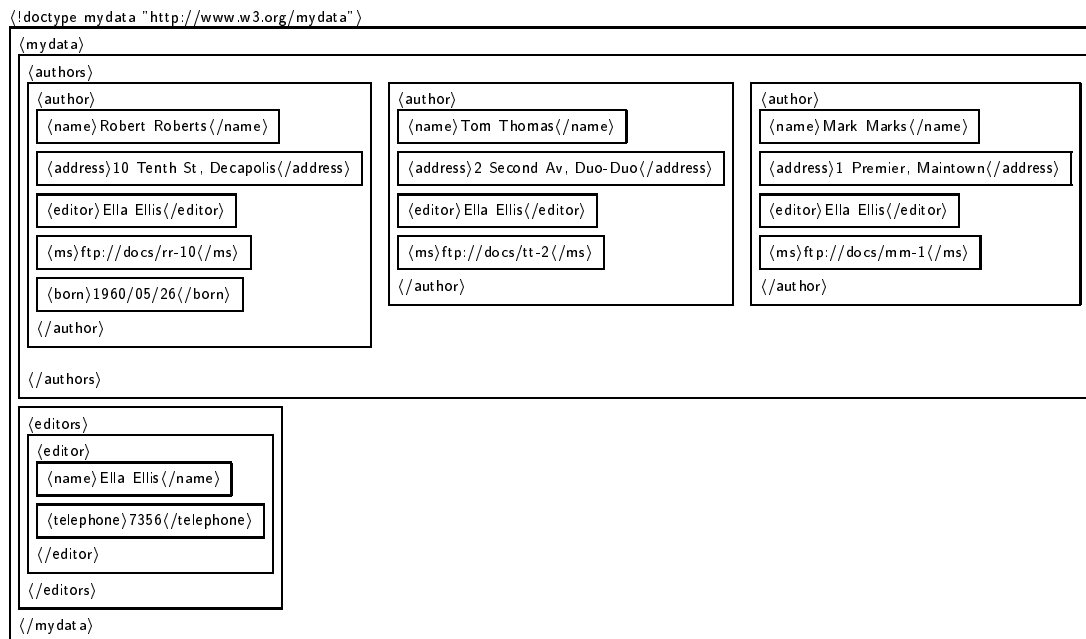 ⟨!doctype mydata "http://www.w3.org/mydata"⟩
⟨mydata⟩
⟨authors⟩
⟨author⟩
⟨name⟩Robert Roberts⟨/name⟩
⟨address⟩10 Tenth St, Decapolis⟨/address⟩
⟨editor⟩Ella Ellis⟨/editor⟩
⟨ms⟩ftp://docs/rr-10⟨/ms⟩
⟨born⟩1960/05/26⟨/born⟩
⟨/author⟩
⟨author⟩
⟨name⟩Tom Thomas⟨/name⟩
⟨address⟩2 Second Av, Duo-Duo⟨/address⟩
⟨editor⟩Ella Ellis⟨/editor⟩
⟨ms⟩ftp://docs/tt-2⟨/ms⟩
⟨/author⟩
⟨author⟩
⟨name⟩Mark Marks⟨/name⟩
⟨address⟩1 Premier, Maintown⟨/address⟩
⟨editor⟩Ella Ellis⟨/editor⟩
⟨ms⟩ftp://docs/mm-1⟨/ms⟩
⟨/author⟩
⟨/authors⟩
⟨editors⟩
⟨editor⟩
⟨name⟩Ella Ellis⟨/name⟩
⟨telephone⟩7356⟨/telephone⟩
⟨/editor⟩
⟨/editors⟩
⟨/mydata⟩